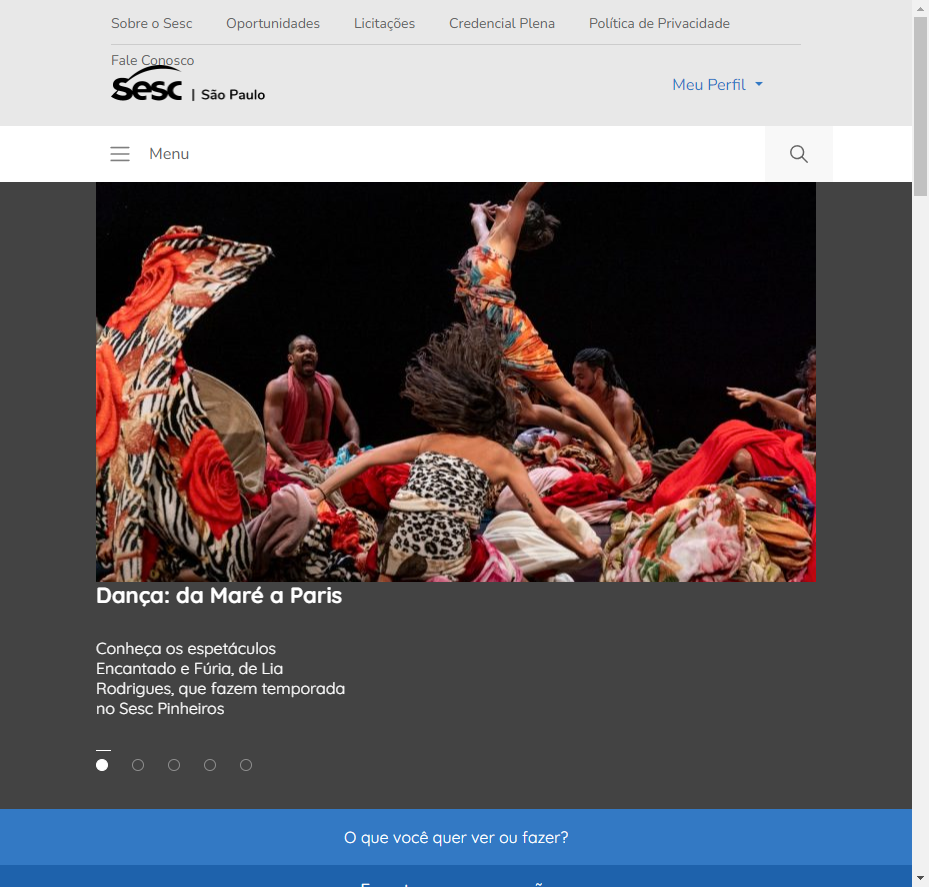 Sobre o Sesc Oportunidades Licitações Credencial Plena Política de Privacidade
Fale Conosco
Sesc | São Paulo
Meu Perfil
Menu
Dança: da Maré a Paris
Conheça os espetáculos
Encantado e Fúria, de Lia
Rodrigues, que fazem temporada
no Sesc Pinheiros
O que você quer ver ou fazer?